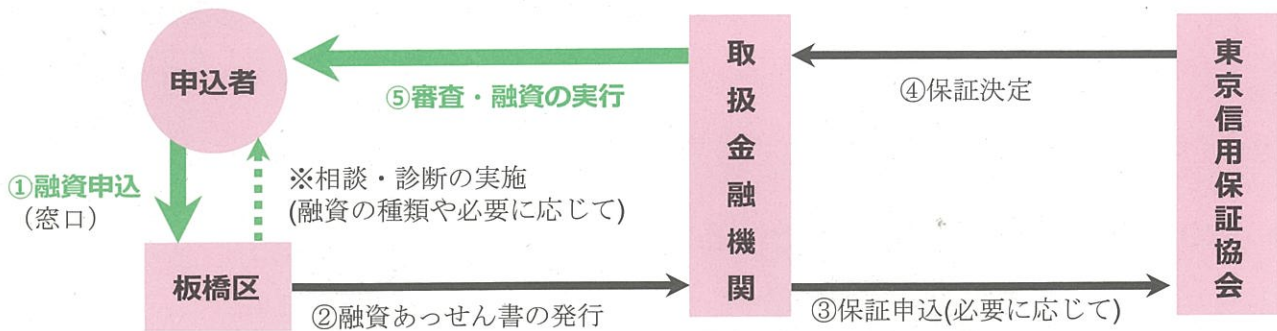 申込者
取扱金融機関
東京信用保証協会
⑤審査・融資の実行
④保証決定
①融資申込
(窓口)
※相談・診断の実施
(融資の種類や必要に応じて)
板橋区
②融資あっせん書の発行
③保証申込(必要に応じて)